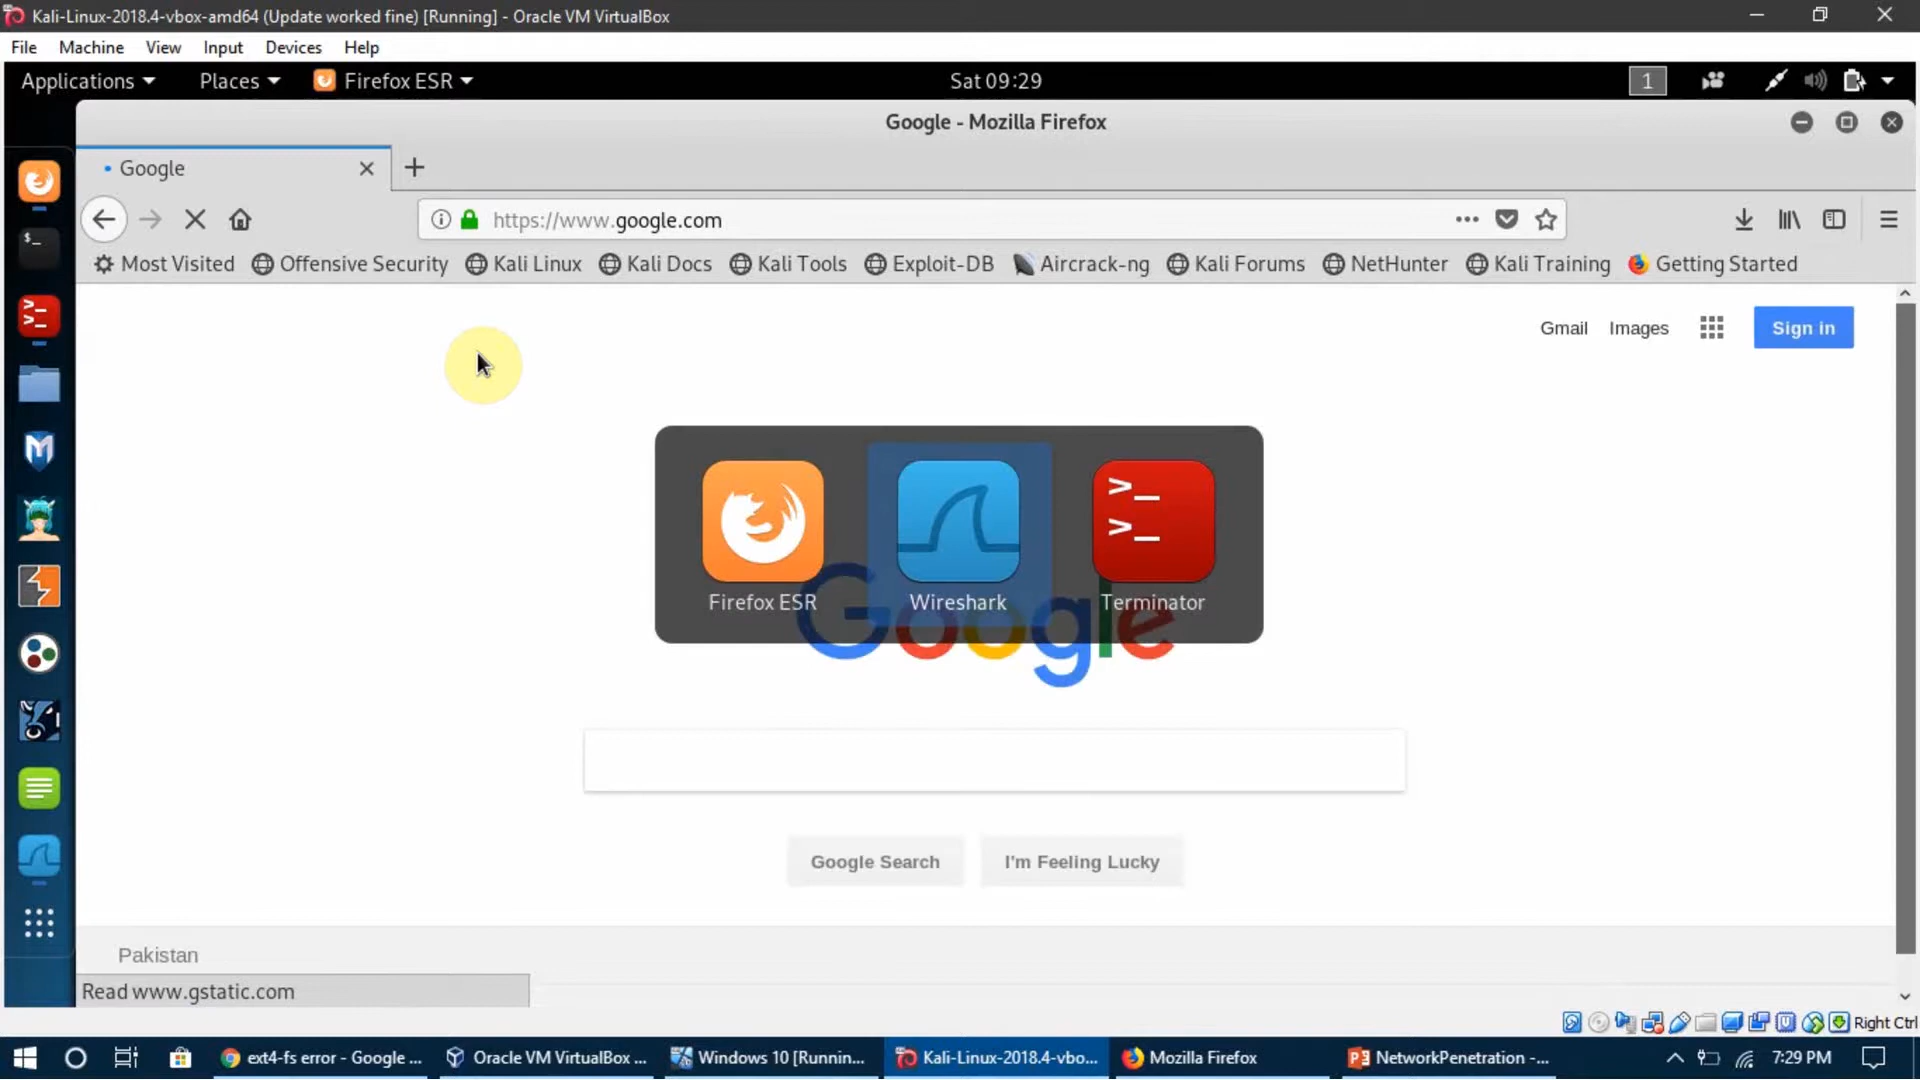 Kali-Linux-2018.4-vbox-amd64 (Update worked fine) [Running] - Oracle VM VirtualBox
File Machine View Input Devices Help
Applications Places Firefox ESR Sat 09:29 1
Google - Mozilla Firefox
Google
https://www.google.com
Most Visited Offensive Security Kali Linux Kali Docs Kali Tools Exploit-DB Aircrack-ng Kali Forums NetHunter Kali Training Getting Started
Gmail Images Sign in
Firefox ESR Wireshark Terminator
Google
Google Search I'm Feeling Lucky
Pakistan
Read www.gstatic.com
Right Ctrl
ext4-fs error - Google ... Oracle VM VirtualBox ... Windows 10 [Runnin... Kali-Linux-2018.4-vbo... Mozilla Firefox NetworkPenetration -... 7:29 PM